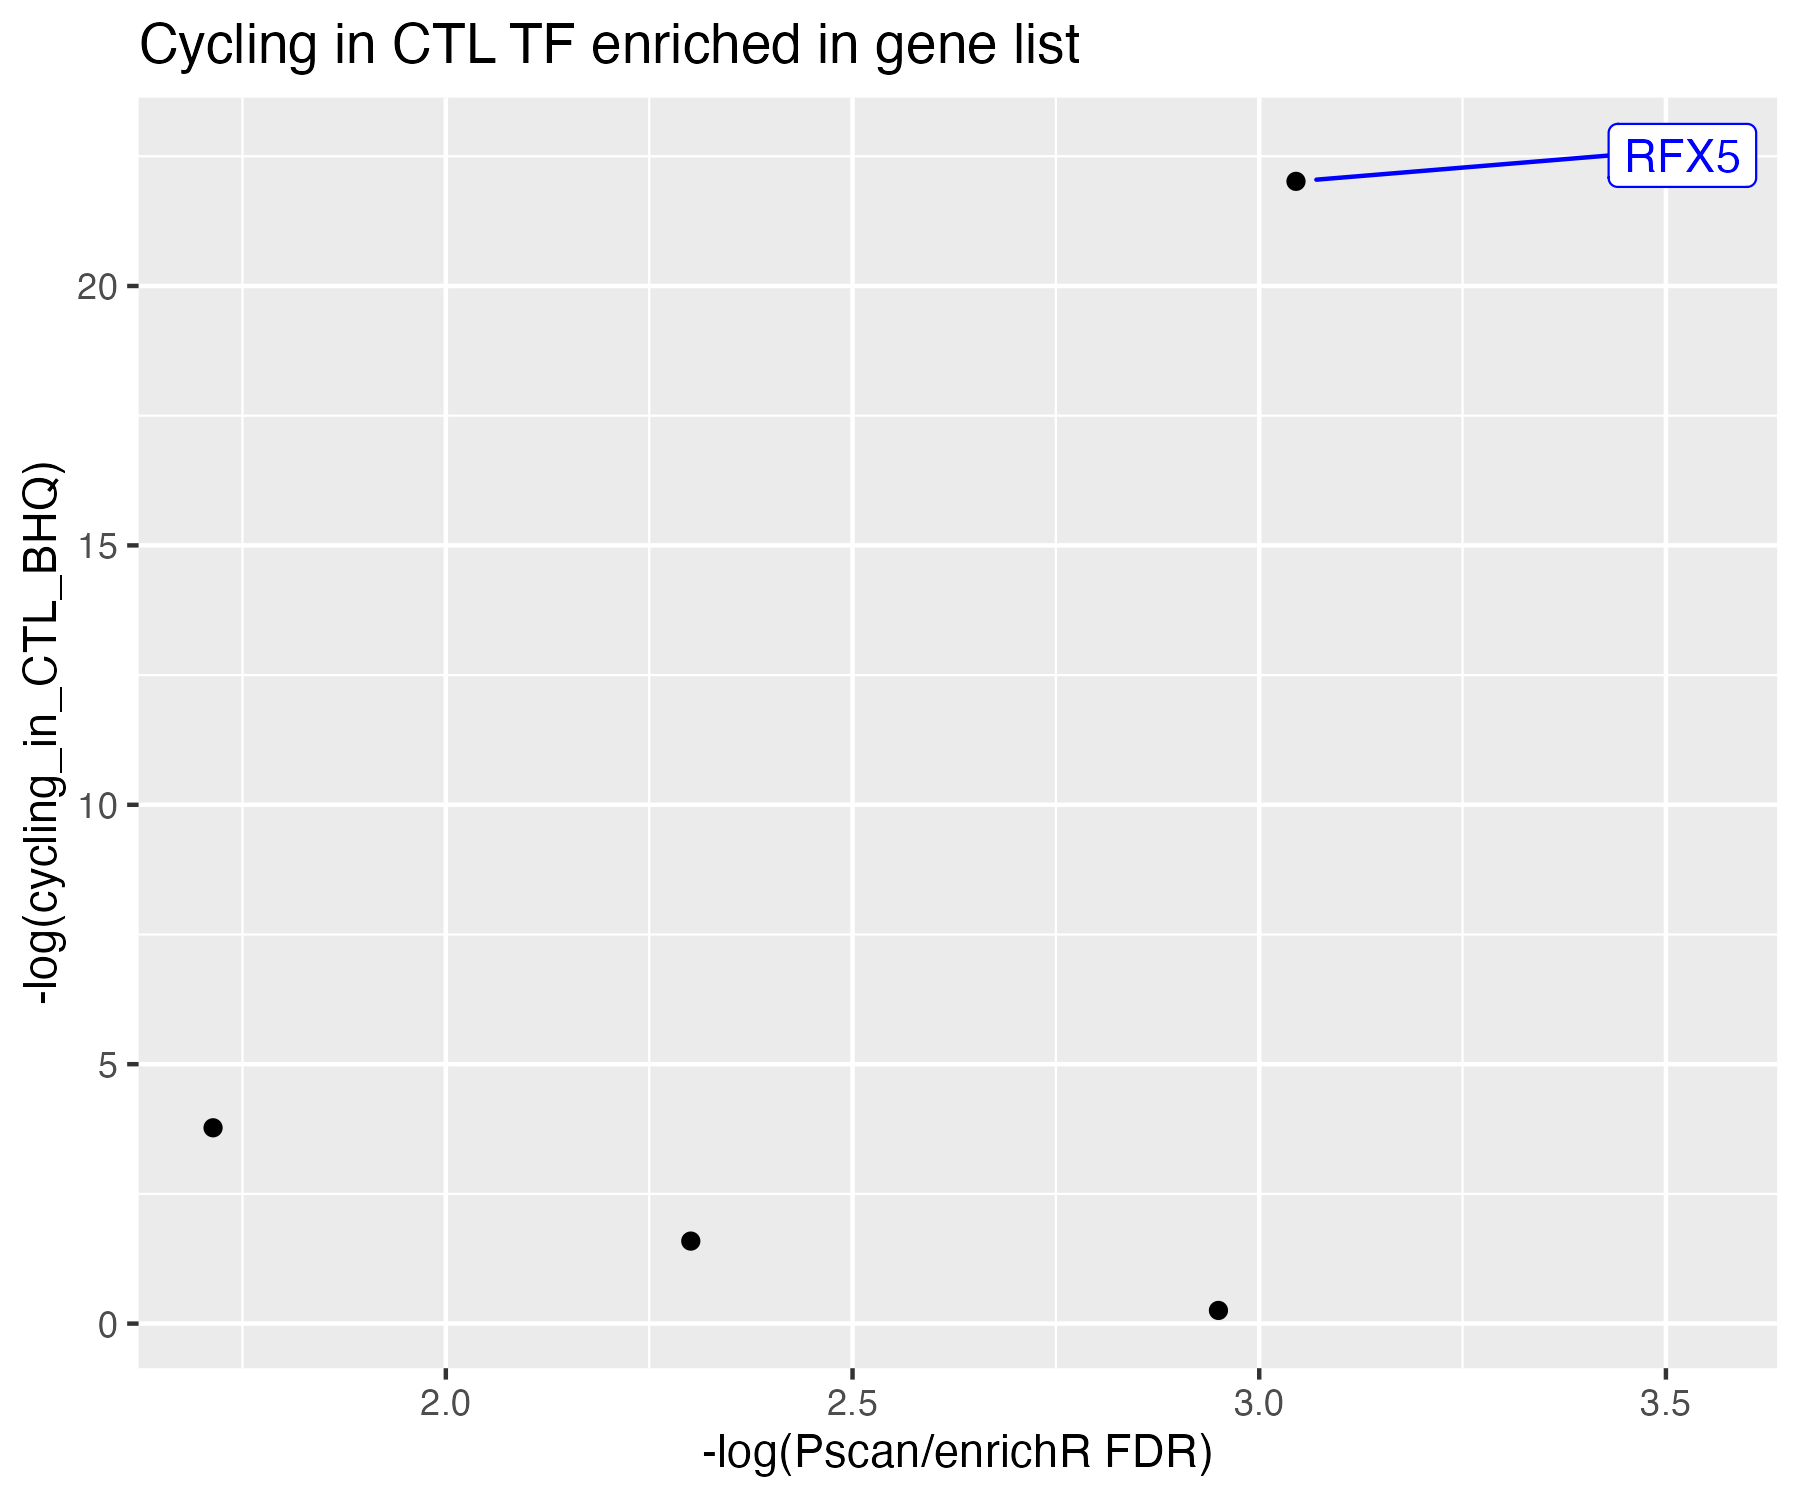 Cycling in CTL TF enriched in gene list
RFX5
20
15
10
5
0
-log(cycling_in_CTL_BHQ)
2.0 2.5 3.0 3.5
-log(Pscan/enrichR FDR)